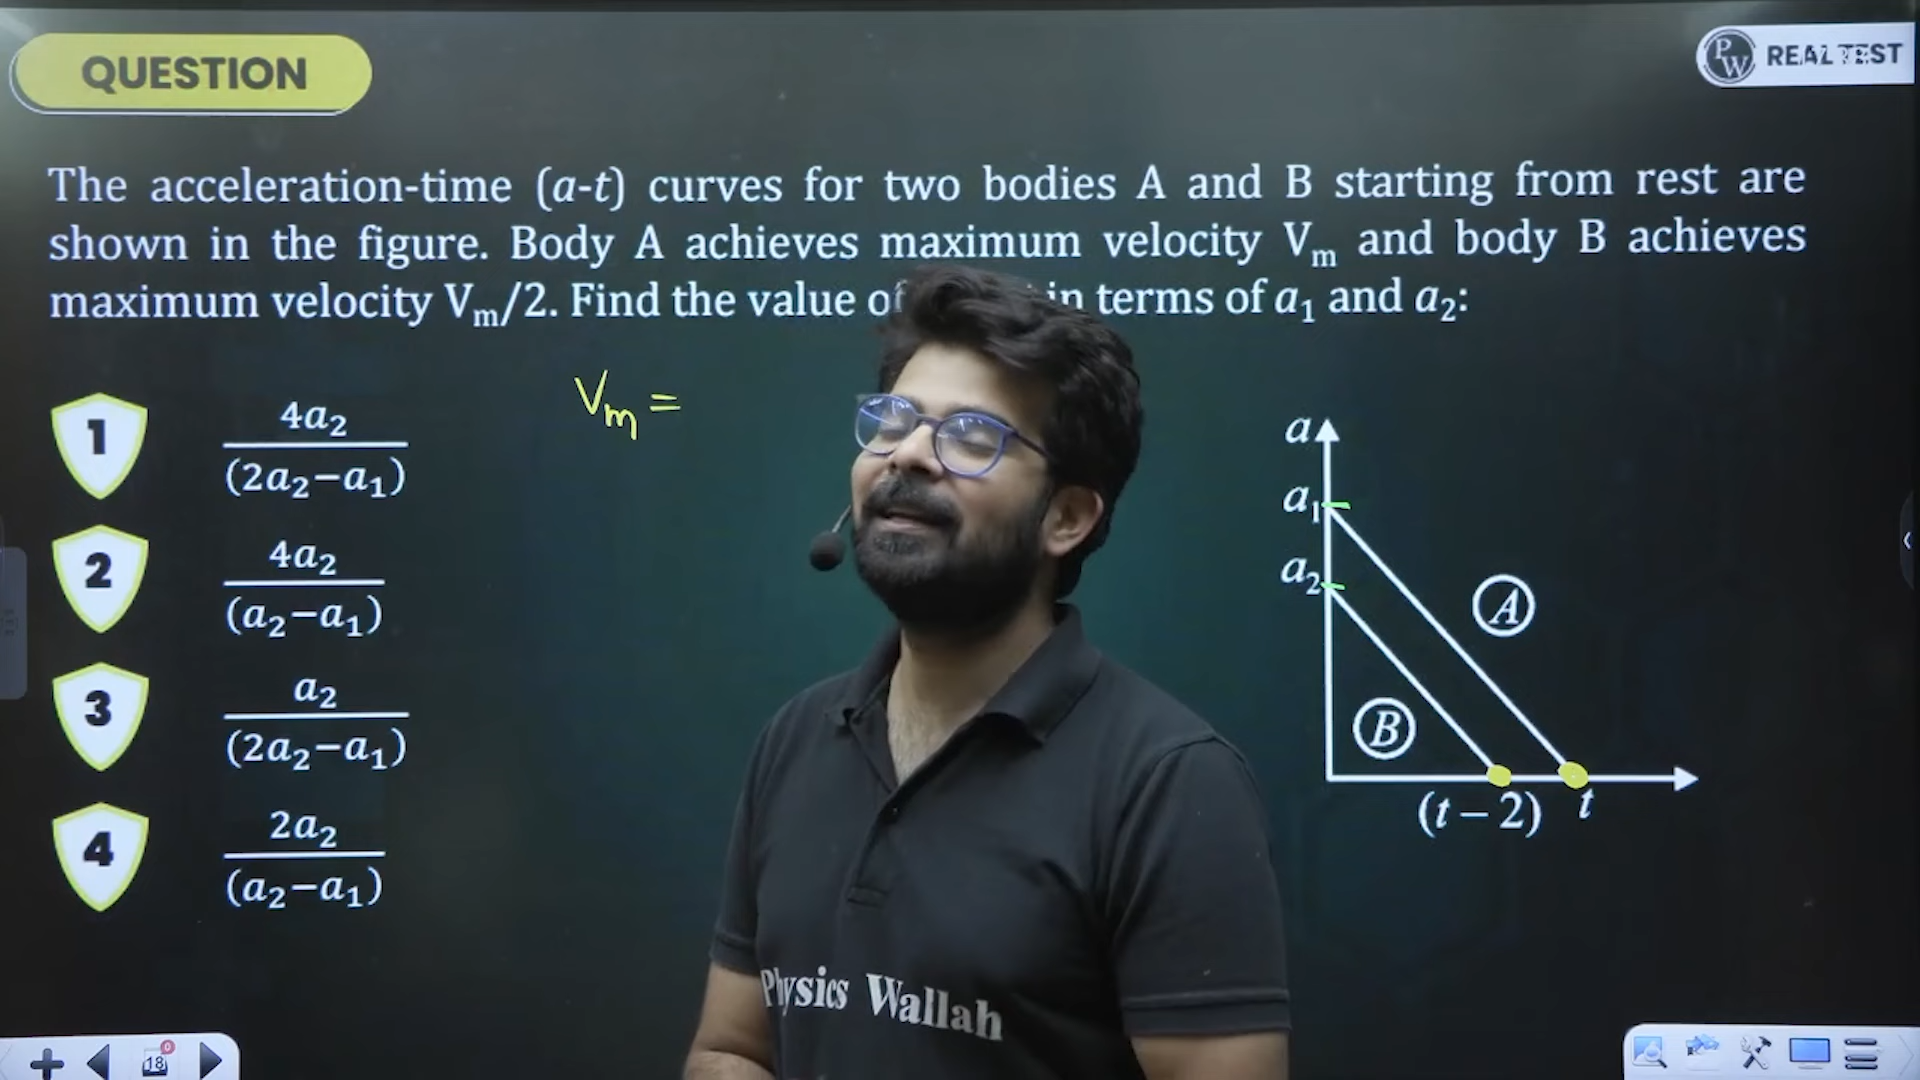 QUESTION
PW REAL TEST
The acceleration-time (a-t) curves for two bodies A and B starting from rest are
shown in the figure. Body A achieves maximum velocity Vₘ and body B achieves
maximum velocity Vₘ/2. Find the value of in terms of a₁ and a₂:
Vₘ =
1 4a₂/(2a₂−a₁)
2 4a₂/(a₂−a₁)
3 a₂/(2a₂−a₁)
4 2a₂/(a₂−a₁)
a
a₁
a₂
A
B
(t – 2) t
Physics Wallah
18
0